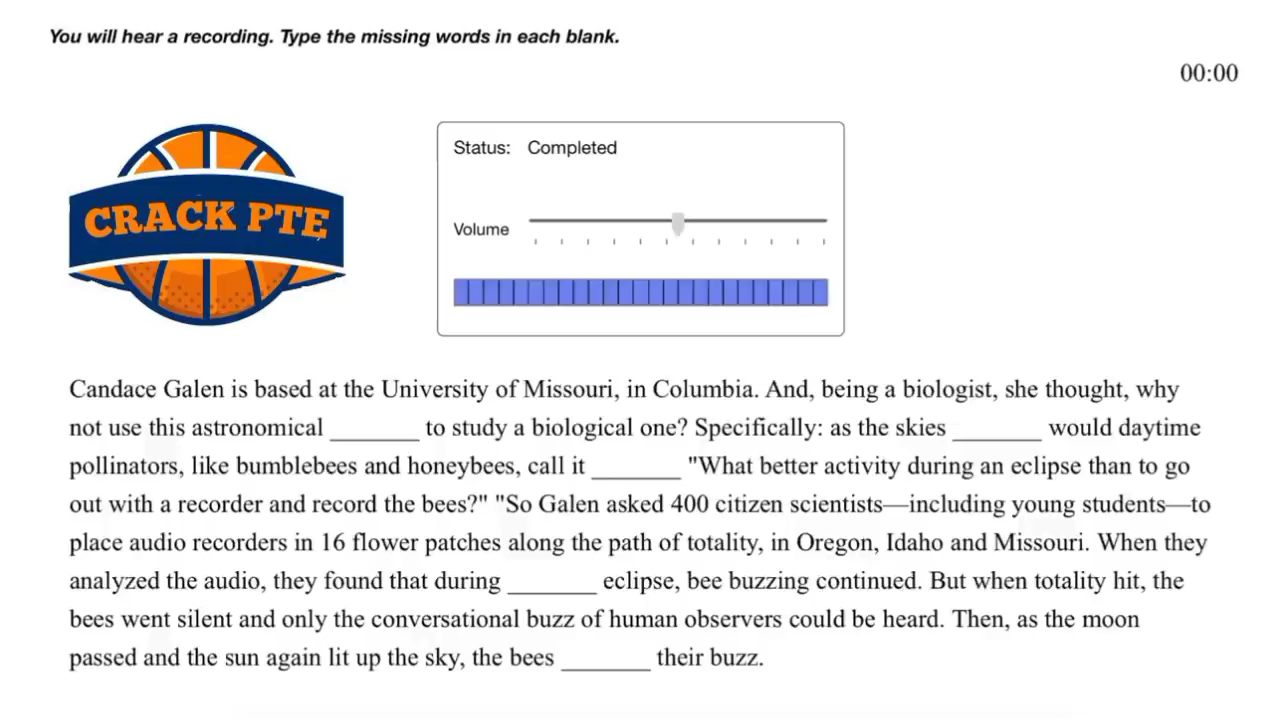 You will hear a recording. Type the missing words in each blank.
00:00
CRACK PTE
Status: Completed
Volume
Candace Galen is based at the University of Missouri, in Columbia. And, being a biologist, she thought, why
not use this astronomical _______ to study a biological one? Specifically: as the skies _______ would daytime
pollinators, like bumblebees and honeybees, call it _______ "What better activity during an eclipse than to go
out with a recorder and record the bees?" "So Galen asked 400 citizen scientists—including young students—to
place audio recorders in 16 flower patches along the path of totality, in Oregon, Idaho and Missouri. When they
analyzed the audio, they found that during _______ eclipse, bee buzzing continued. But when totality hit, the
bees went silent and only the conversational buzz of human observers could be heard. Then, as the moon
passed and the sun again lit up the sky, the bees _______ their buzz.